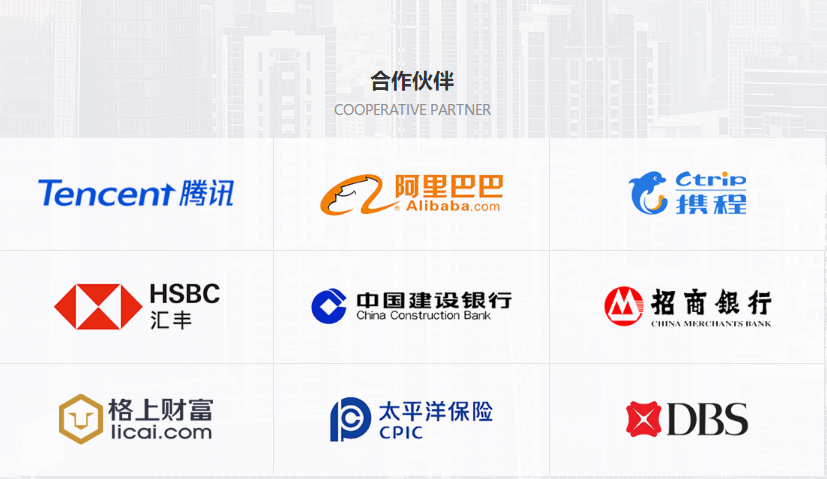 合作伙伴
COOPERATIVE PARTNER
Tencent 腾讯
阿里巴巴
Alibaba.com
Ctrip
携程
HSBC
汇丰
中国建设银行
China Construction Bank
招商银行
CHINA MERCHANTS BANK
格上财富
licai.com
太平洋保险
CPIC
DBS